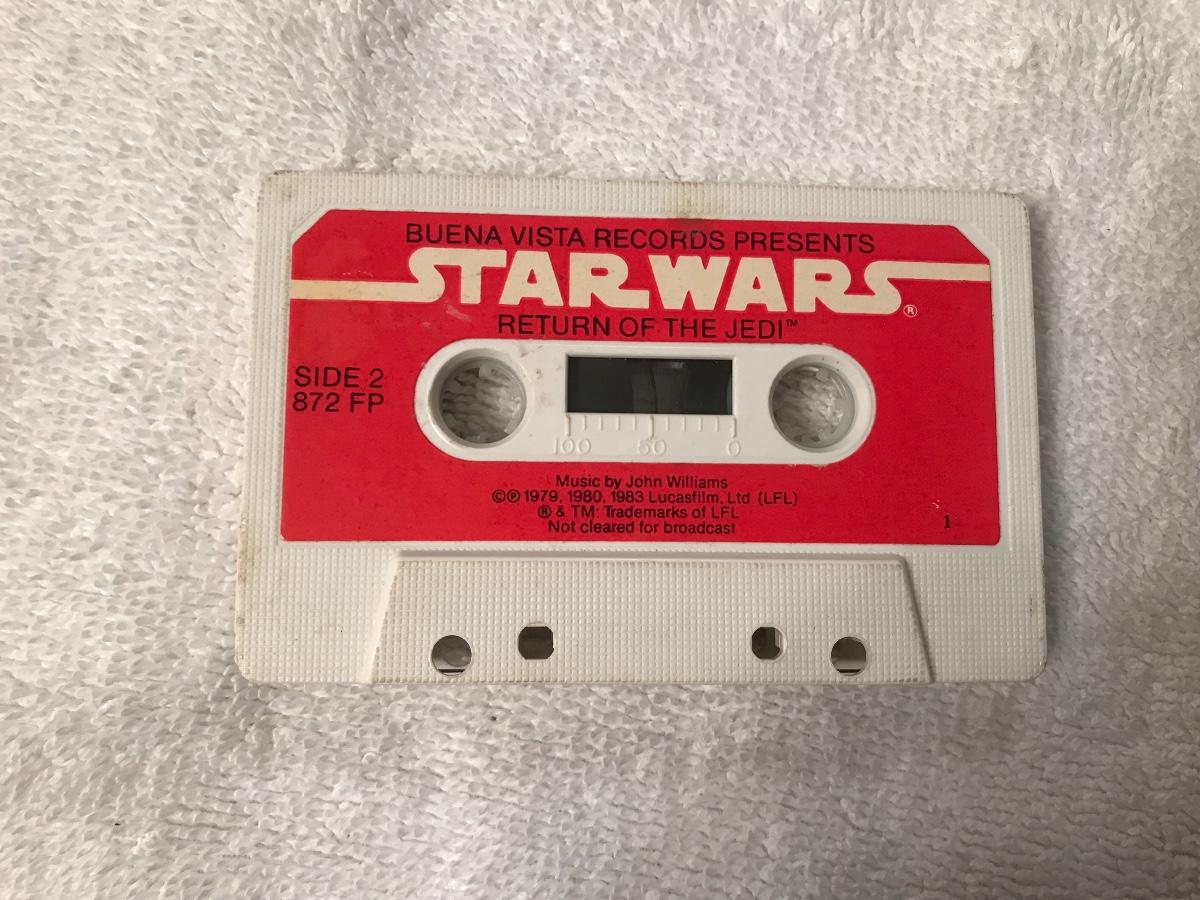 BUENA VISTA RECORDS PRESENTS
STAR WARS®
RETURN OF THE JEDI™
SIDE 2
872 FP
100 50 0
Music by John Williams
©℗ 1979, 1980, 1983 Lucasfilm, Ltd (LFL)
® & TM: Trademarks of LFL
Not cleared for broadcast
1